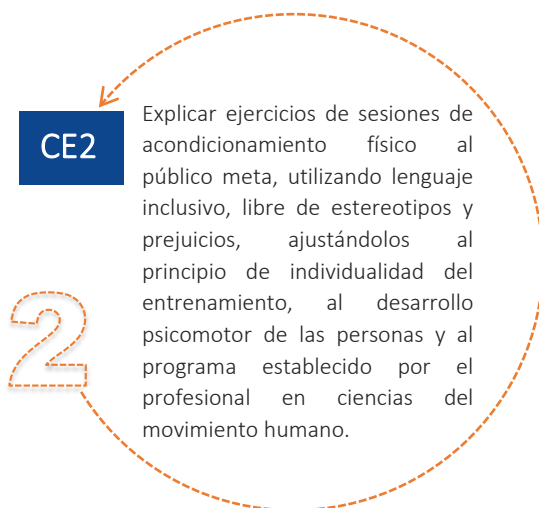 CE2
Explicar ejercicios de sesiones de
acondicionamiento físico al
público meta, utilizando lenguaje
inclusivo, libre de estereotipos y
prejuicios, ajustándolos al
principio de individualidad del
entrenamiento, al desarrollo
psicomotor de las personas y al
programa establecido por el
profesional en ciencias del
movimiento humano.
2